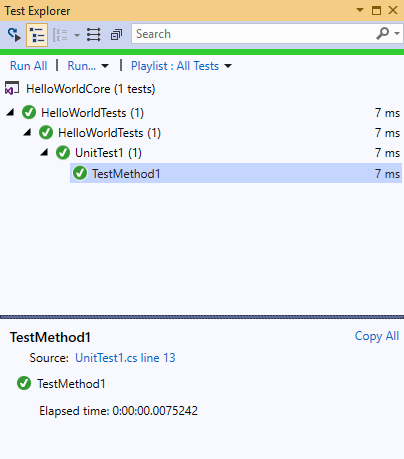 Test Explorer
Search
Run All | Run... | Playlist : All Tests
HelloWorldCore (1 tests)
HelloWorldTests (1) 7 ms
HelloWorldTests (1) 7 ms
UnitTest1 (1) 7 ms
TestMethod1 7 ms
TestMethod1 Copy All
Source: UnitTest1.cs line 13
TestMethod1
Elapsed time: 0:00:00.0075242